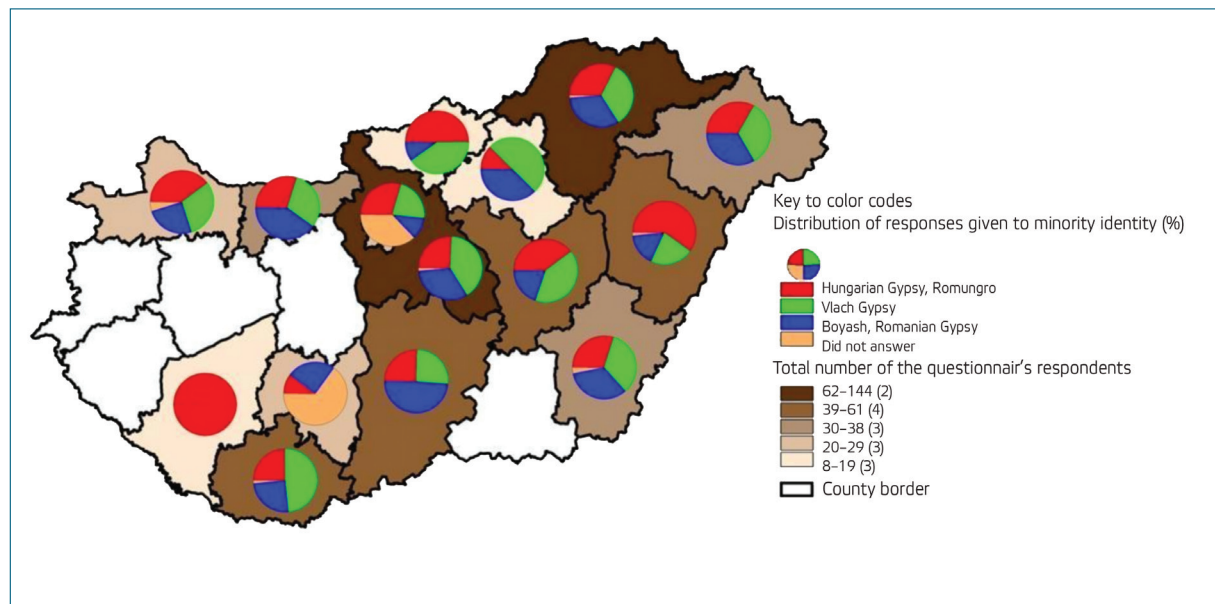 Key to color codes
Distribution of responses given to minority identity (%)
Hungarian Gypsy, Romungro
Vlach Gypsy
Boyash, Romanian Gypsy
Did not answer
Total number of the questionnair's respondents
62–144 (2)
39–61 (4)
30–38 (3)
20–29 (3)
8–19 (3)
County border